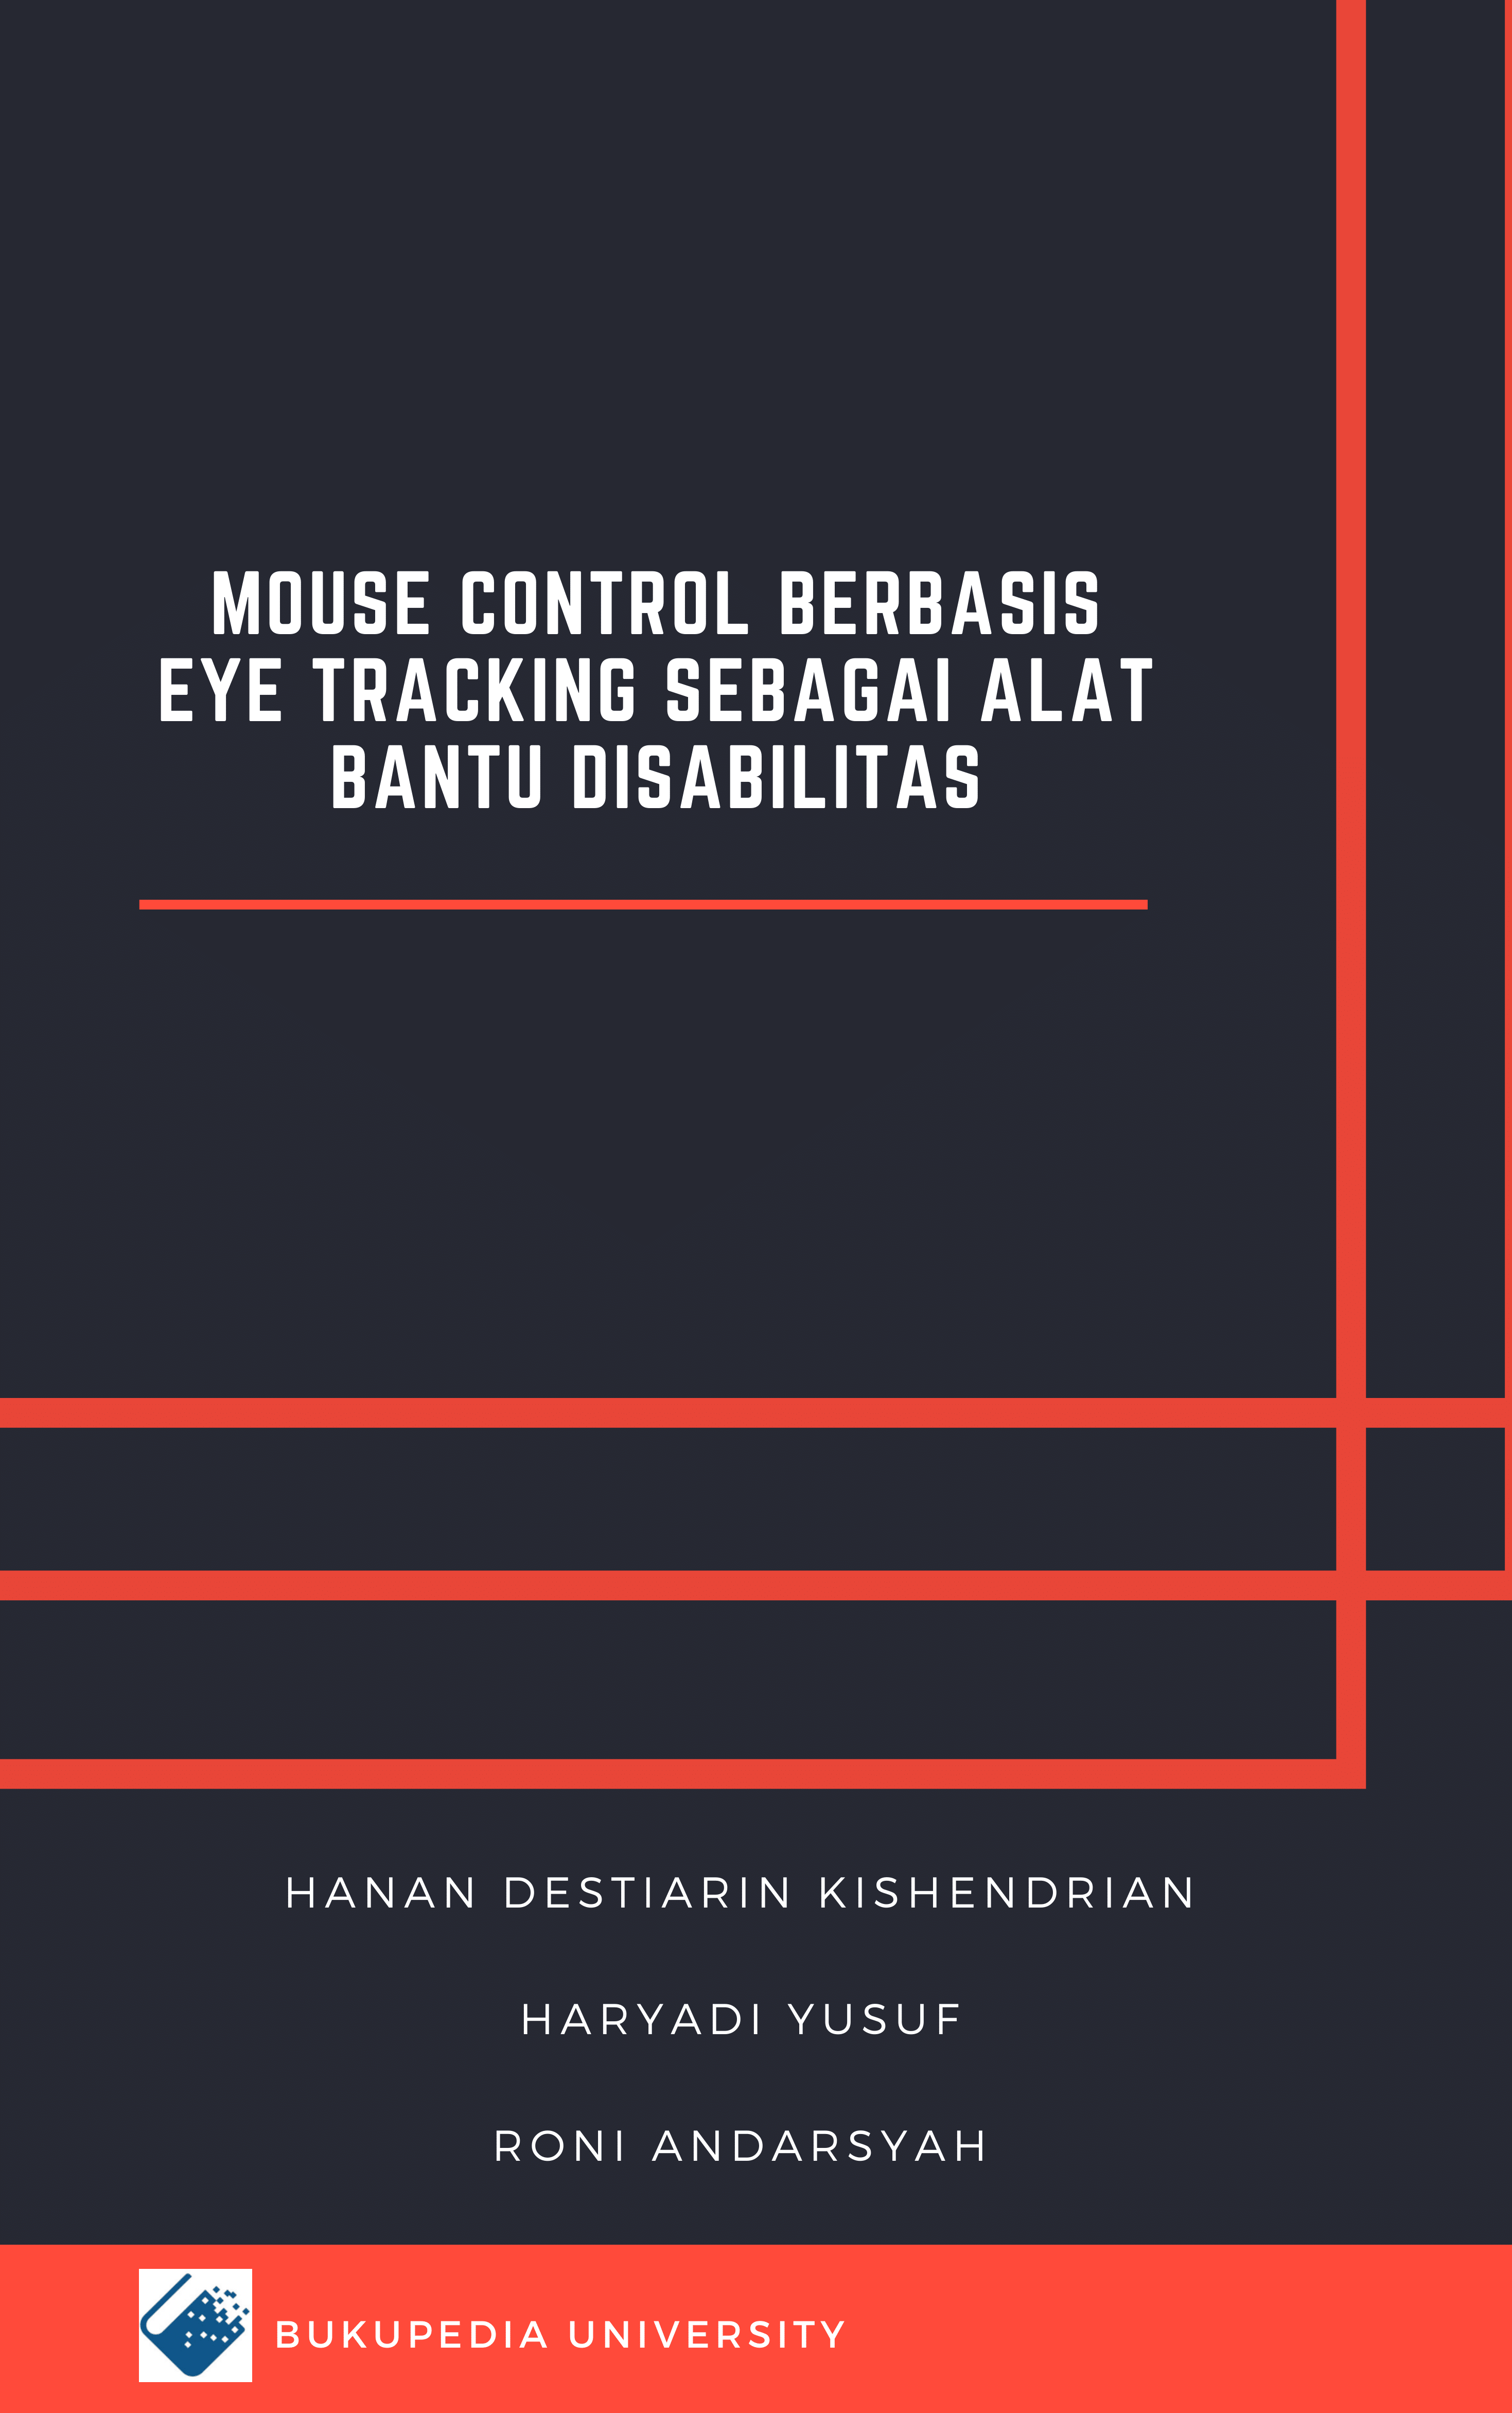 MOUSE CONTROL BERBASIS
EYE TRACKING SEBAGAI ALAT
BANTU DISABILITAS
HANAN DESTIARIN KISHENDRIAN
HARYADI YUSUF
RONI ANDARSYAH
BUKUPEDIA UNIVERSITY